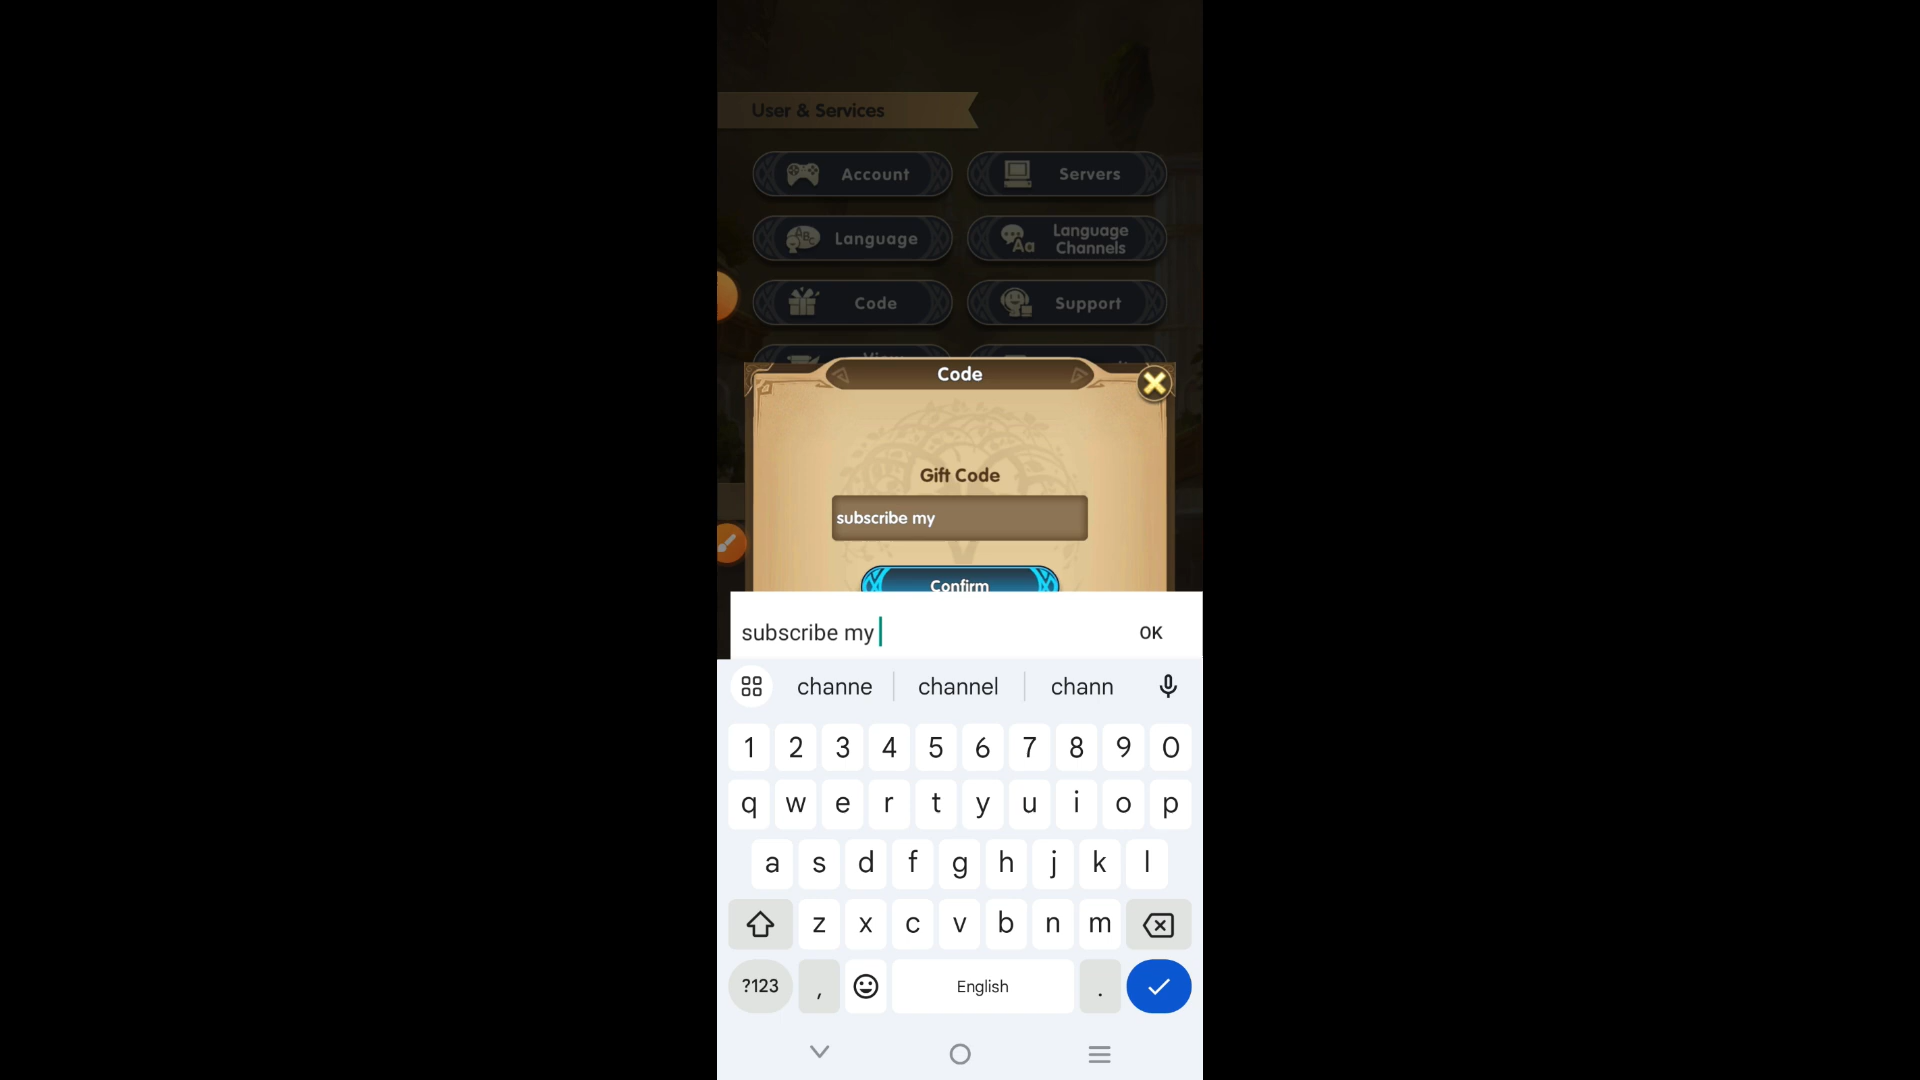 User & Services
Account
Servers
Language
Language
Channels
Code
Support
Code
Gift Code
subscribe my
Confirm
subscribe my
OK
channe
channel
chann
1 2 3 4 5 6 7 8 9 0
q w e r t y u i o p
a s d f g h j k l
z x c v b n m
?123 , English .